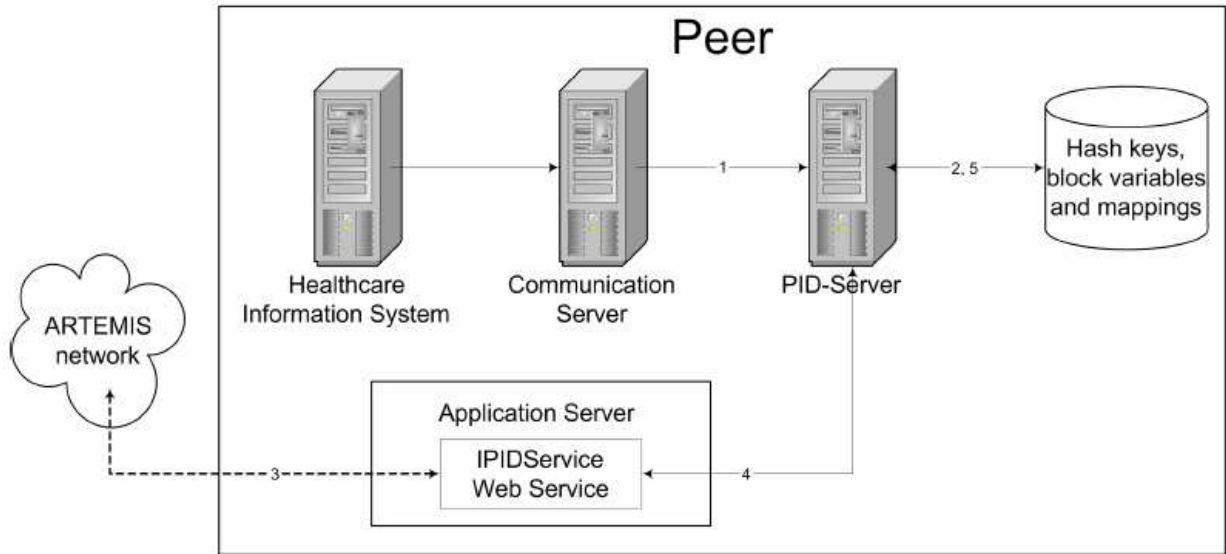 Peer
Healthcare
Information System
Communication
Server
PID-Server
Hash keys,
block variables
and mappings
1
2, 5
ARTEMIS
network
Application Server
IPIDService
Web Service
3
4